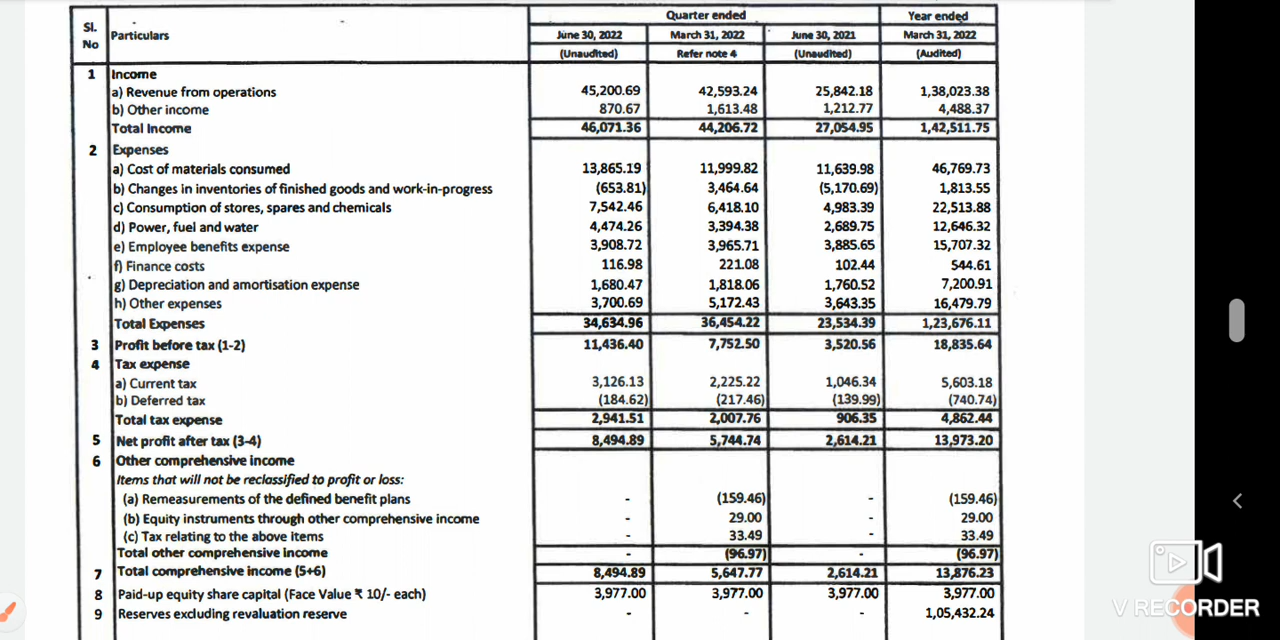 Quarter ended Year ended
Sl. No Particulars June 30, 2022 March 31, 2022 June 30, 2021 March 31, 2022
(Unaudited) Refer note 4 (Unaudited) (Audited)
1 Income
a) Revenue from operations 45,200.69 42,593.24 25,842.18 1,38,023.38
b) Other income 870.67 1,613.48 1,212.77 4,488.37
Total Income 46,071.36 44,206.72 27,054.95 1,42,511.75
2 Expenses
a) Cost of materials consumed 13,865.19 11,999.82 11,639.98 46,769.73
b) Changes in inventories of finished goods and work-in-progress (653.81) 3,464.64 (5,170.69) 1,813.55
c) Consumption of stores, spares and chemicals 7,542.46 6,418.10 4,983.39 22,513.88
d) Power, fuel and water 4,474.26 3,394.38 2,689.75 12,646.32
e) Employee benefits expense 3,908.72 3,965.71 3,885.65 15,707.32
f) Finance costs 116.98 221.08 102.44 544.61
g) Depreciation and amortisation expense 1,680.47 1,818.06 1,760.52 7,200.91
h) Other expenses 3,700.69 5,172.43 3,643.35 16,479.79
Total Expenses 34,634.96 36,454.22 23,534.39 1,23,676.11
3 Profit before tax (1-2) 11,436.40 7,752.50 3,520.56 18,835.64
4 Tax expense
a) Current tax 3,126.13 2,225.22 1,046.34 5,603.18
b) Deferred tax (184.62) (217.46) (139.99) (740.74)
Total tax expense 2,941.51 2,007.76 906.35 4,862.44
5 Net profit after tax (3-4) 8,494.89 5,744.74 2,614.21 13,973.20
6 Other comprehensive income
Items that will not be reclassified to profit or loss:
(a) Remeasurements of the defined benefit plans - (159.46) - (159.46)
(b) Equity instruments through other comprehensive income - 29.00 - 29.00
(c) Tax relating to the above items - 33.49 - 33.49
Total other comprehensive income - (96.97) - (96.97)
7 Total comprehensive income (5+6) 8,494.89 5,647.77 2,614.21 13,876.23
8 Paid-up equity share capital (Face Value ₹ 10/- each) 3,977.00 3,977.00 3,977.00 3,977.00
9 Reserves excluding revaluation reserve - - - 1,05,432.24
V RECORDER